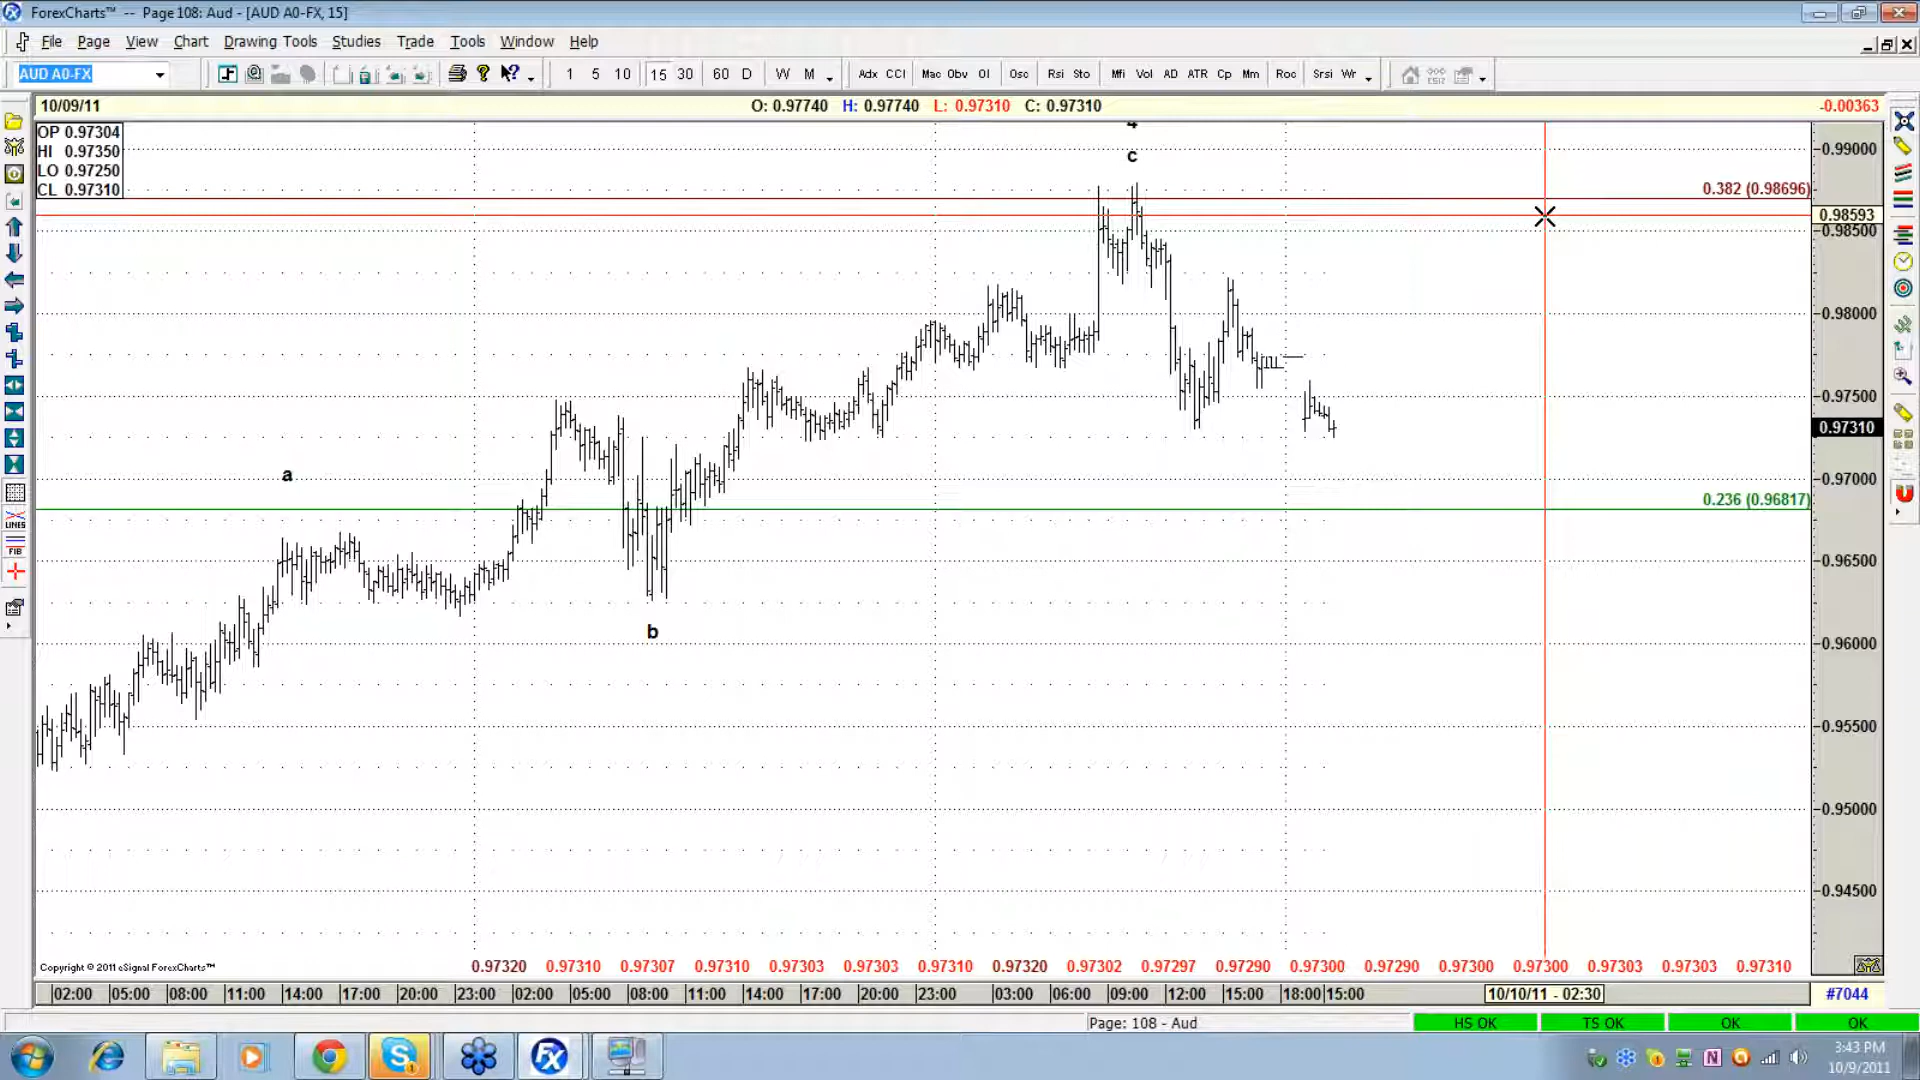 ForexCharts™ -- Page 108: Aud - [AUD A0-FX, 15]
File Page View Chart Drawing Tools Studies Trade Tools Window Help
AUD A0-FX 1 5 10 15 30 60 D W M Adx CCI Mac Obv OI Osc Rsi Sto Mfi Vol AD ATR Cp Mm Roc Srsi Wr
10/09/11 O: 0.97740 H: 0.97740 L: 0.97310 C: 0.97310 -0.00363
OP 0.97304
HI 0.97350
LO 0.97250
CL 0.97310
4
c
0.99000
0.382 (0.98696)
0.98593
0.98500
0.98000
0.97500
0.97310
a
0.97000
0.236 (0.96817)
LINES
FIB
0.96500
b
0.96000
0.95500
0.95000
0.94500
Copyright © 2011 eSignal ForexCharts™
0.97320 0.97310 0.97307 0.97310 0.97303 0.97303 0.97310 0.97320 0.97302 0.97297 0.97290 0.97300 0.97290 0.97300 0.97300 0.97303 0.97303 0.97310
02:00 05:00 08:00 11:00 14:00 17:00 20:00 23:00 02:00 05:00 08:00 11:00 14:00 17:00 20:00 23:00 03:00 06:00 09:00 12:00 15:00 18:00 15:00 10/10/11 - 02:30 #7044
Page: 108 - Aud HS OK TS OK OK OK
3:43 PM
10/9/2011